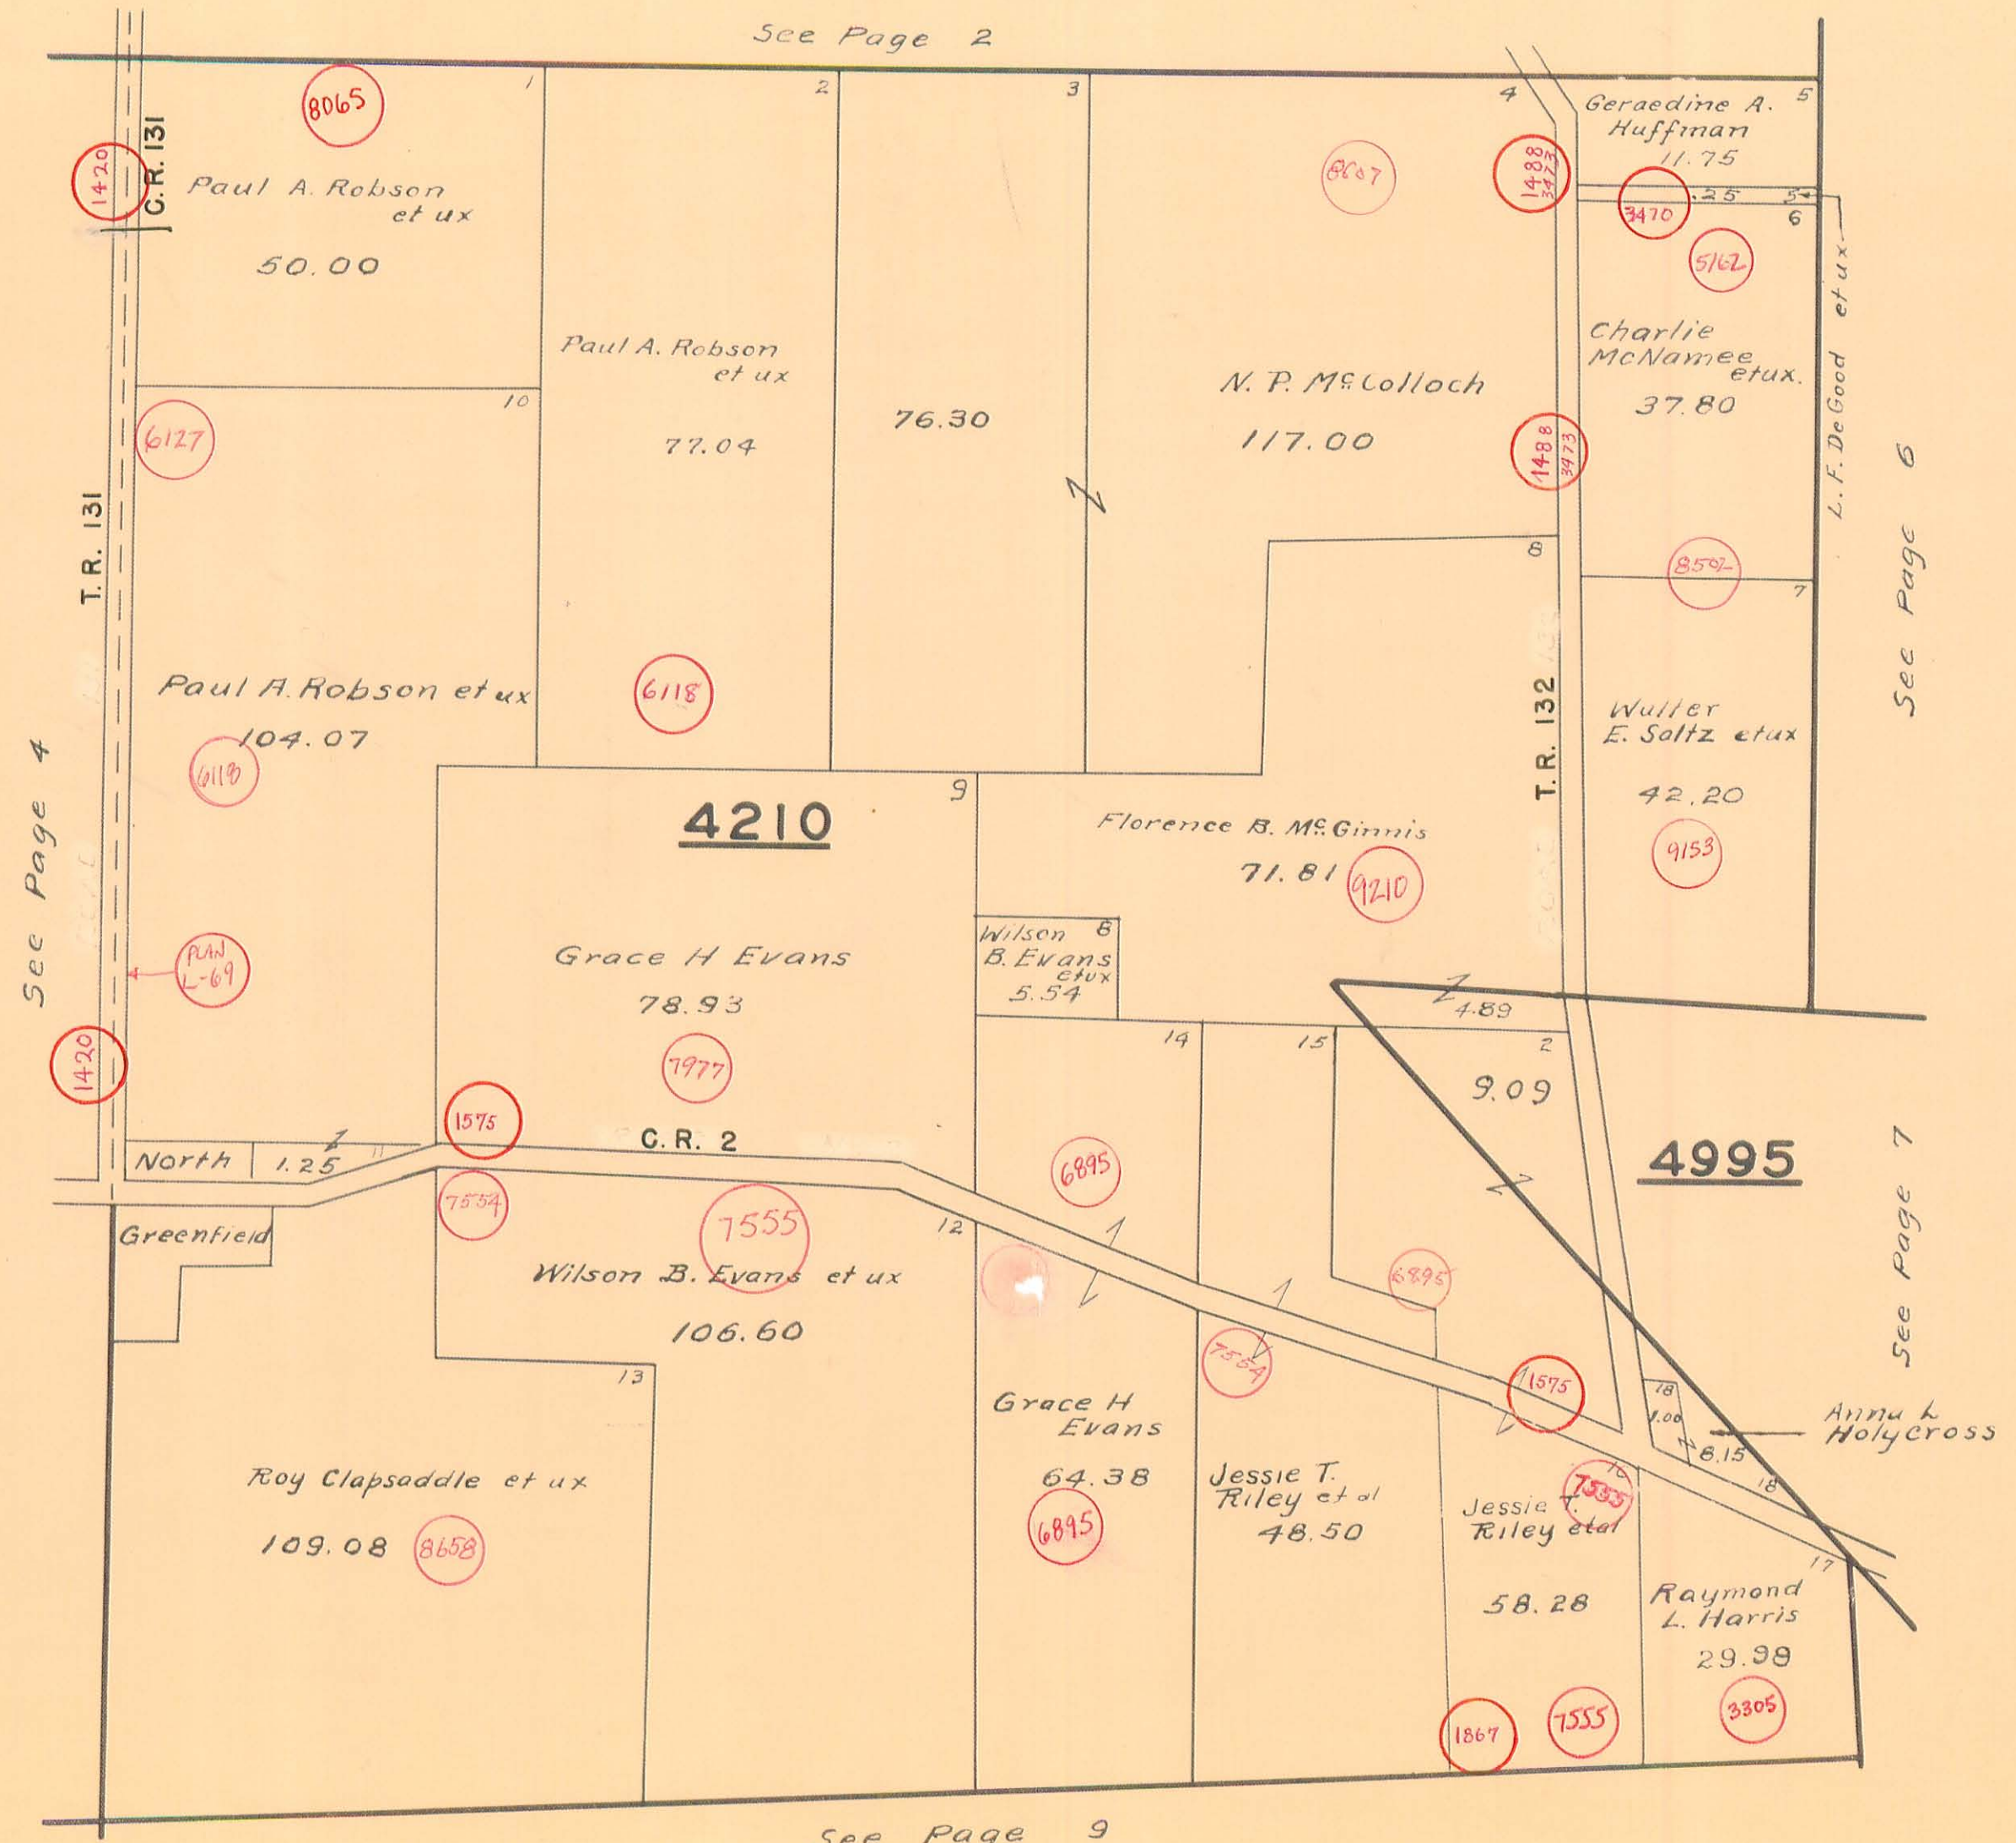 See Page 2
1
2
3
4
5
8065
1420
C.R. 131
Paul A. Robson
et ux
50.00
8607
1488
3473
Geraedine A.
Huffman
11.75
.25
5
3470
6
5162
L. F. DeGood et ux
Charlie
McNamee
etux.
37.80
Paul A. Robson
et ux
77.04
76.30
N. P. McColloch
117.00
1488
3473
10
6127
T.R. 131
8
7
See Page 6
Paul A. Robson et ux
104.07
6118
6118
T.R. 132
Walter
E. Saltz etux
42.20
9153
See Page 4
9
4210
Florence B. McGinnis
71.81
9210
Grace H Evans
78.93
7977
Wilson
8
B. Evans
etux
5.54
PLAN
L-69
4.89
1420
14
15
2
9.09
4995
See Page 7
1575
C.R. 2
North
1.25
11
6895
7554
7555
Greenfield
12
Wilson B. Evans et ux
106.60
6895
13
7554
1575
18
1.00
8.15
18
Anna L
Holycross
Grace H
Evans
64.38
6895
Roy Clapsaddle et ux
109.08
8658
Jessie T.
Riley et al
48.50
16
7555
Jessie T.
Riley etal
58.28
17
Raymond
L. Harris
29.98
3305
1867
7555
See Page 9